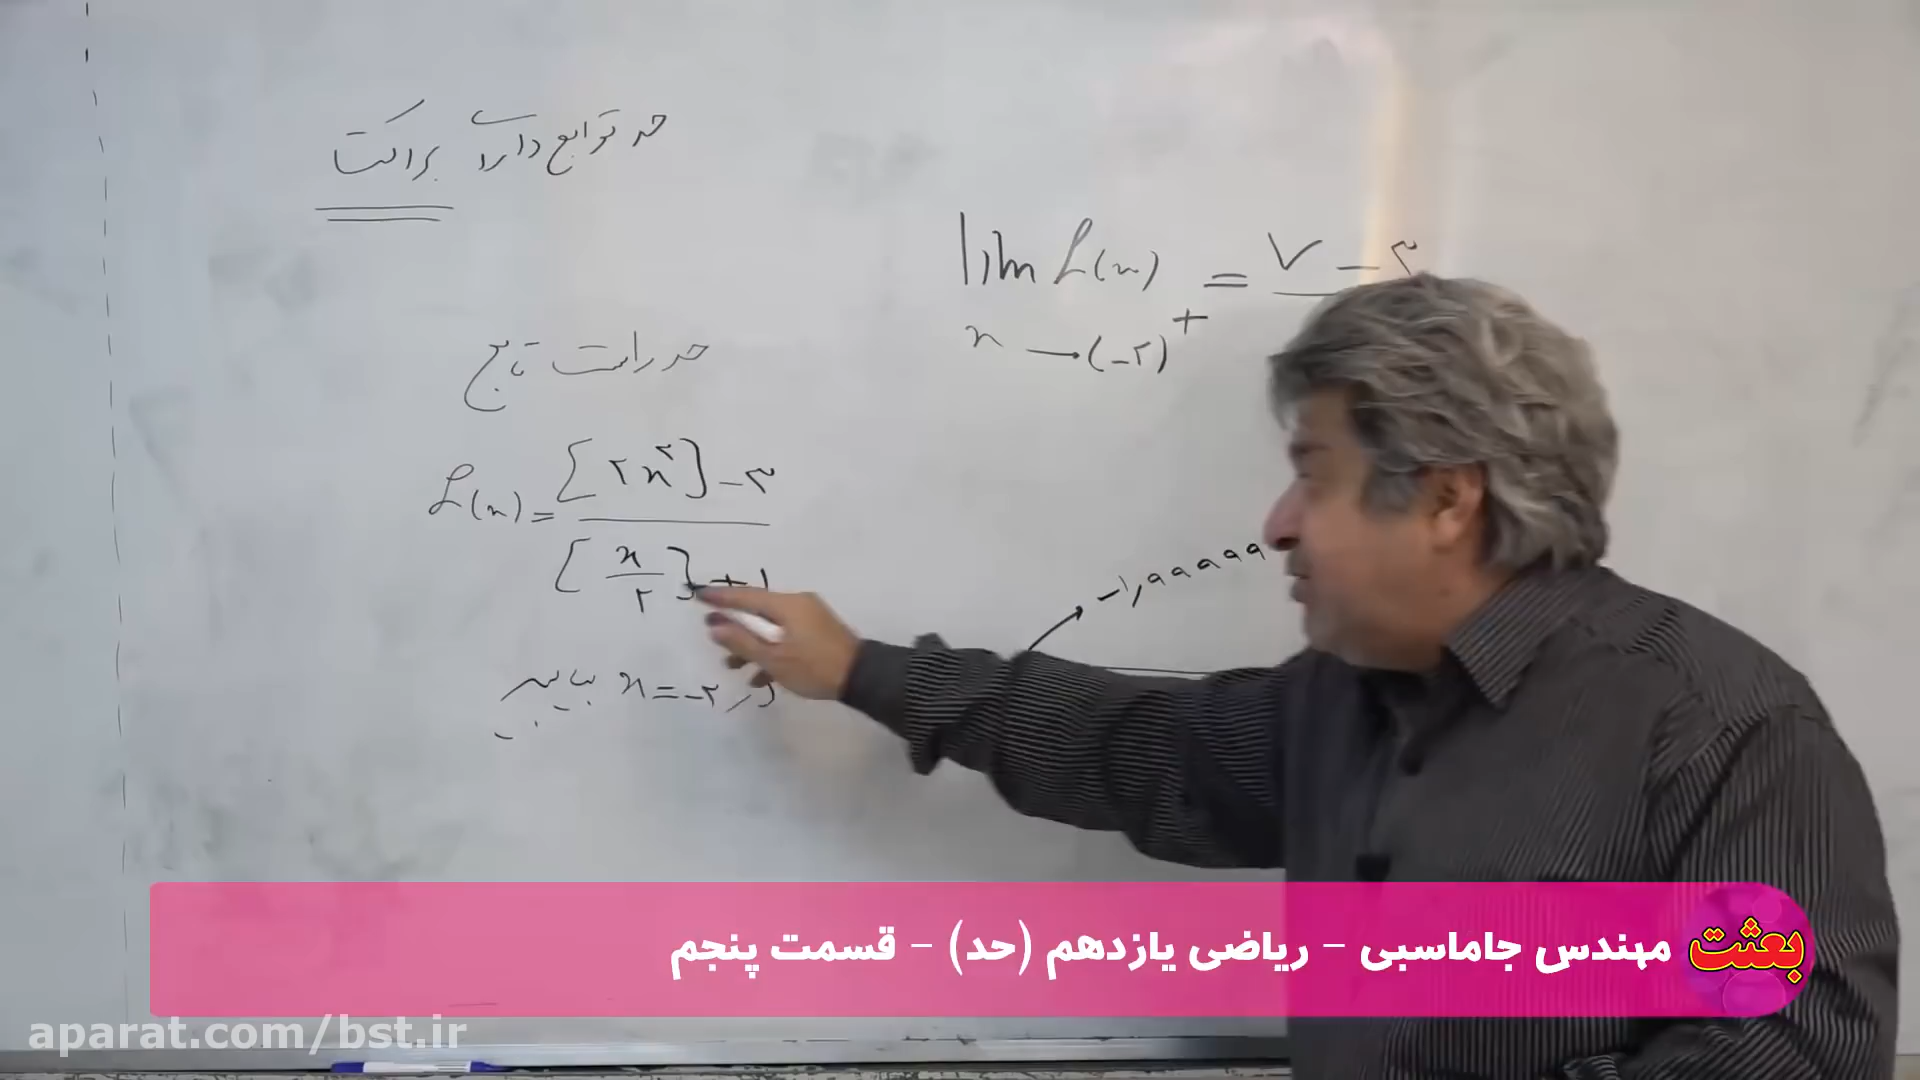 حد توابع دارای براکت
lim f(x) = ۷ - ۳
x → (-۲)⁺
حد راست تابع
f(x) = [۲x²] - ۳
[x/۲] + ۱
در x = -۲ بیابید
-۱,۹۹۹۹۹
بعثت
مهندس جاماسبی - ریاضی یازدهم (حد) - قسمت پنجم
aparat.com/bst.ir